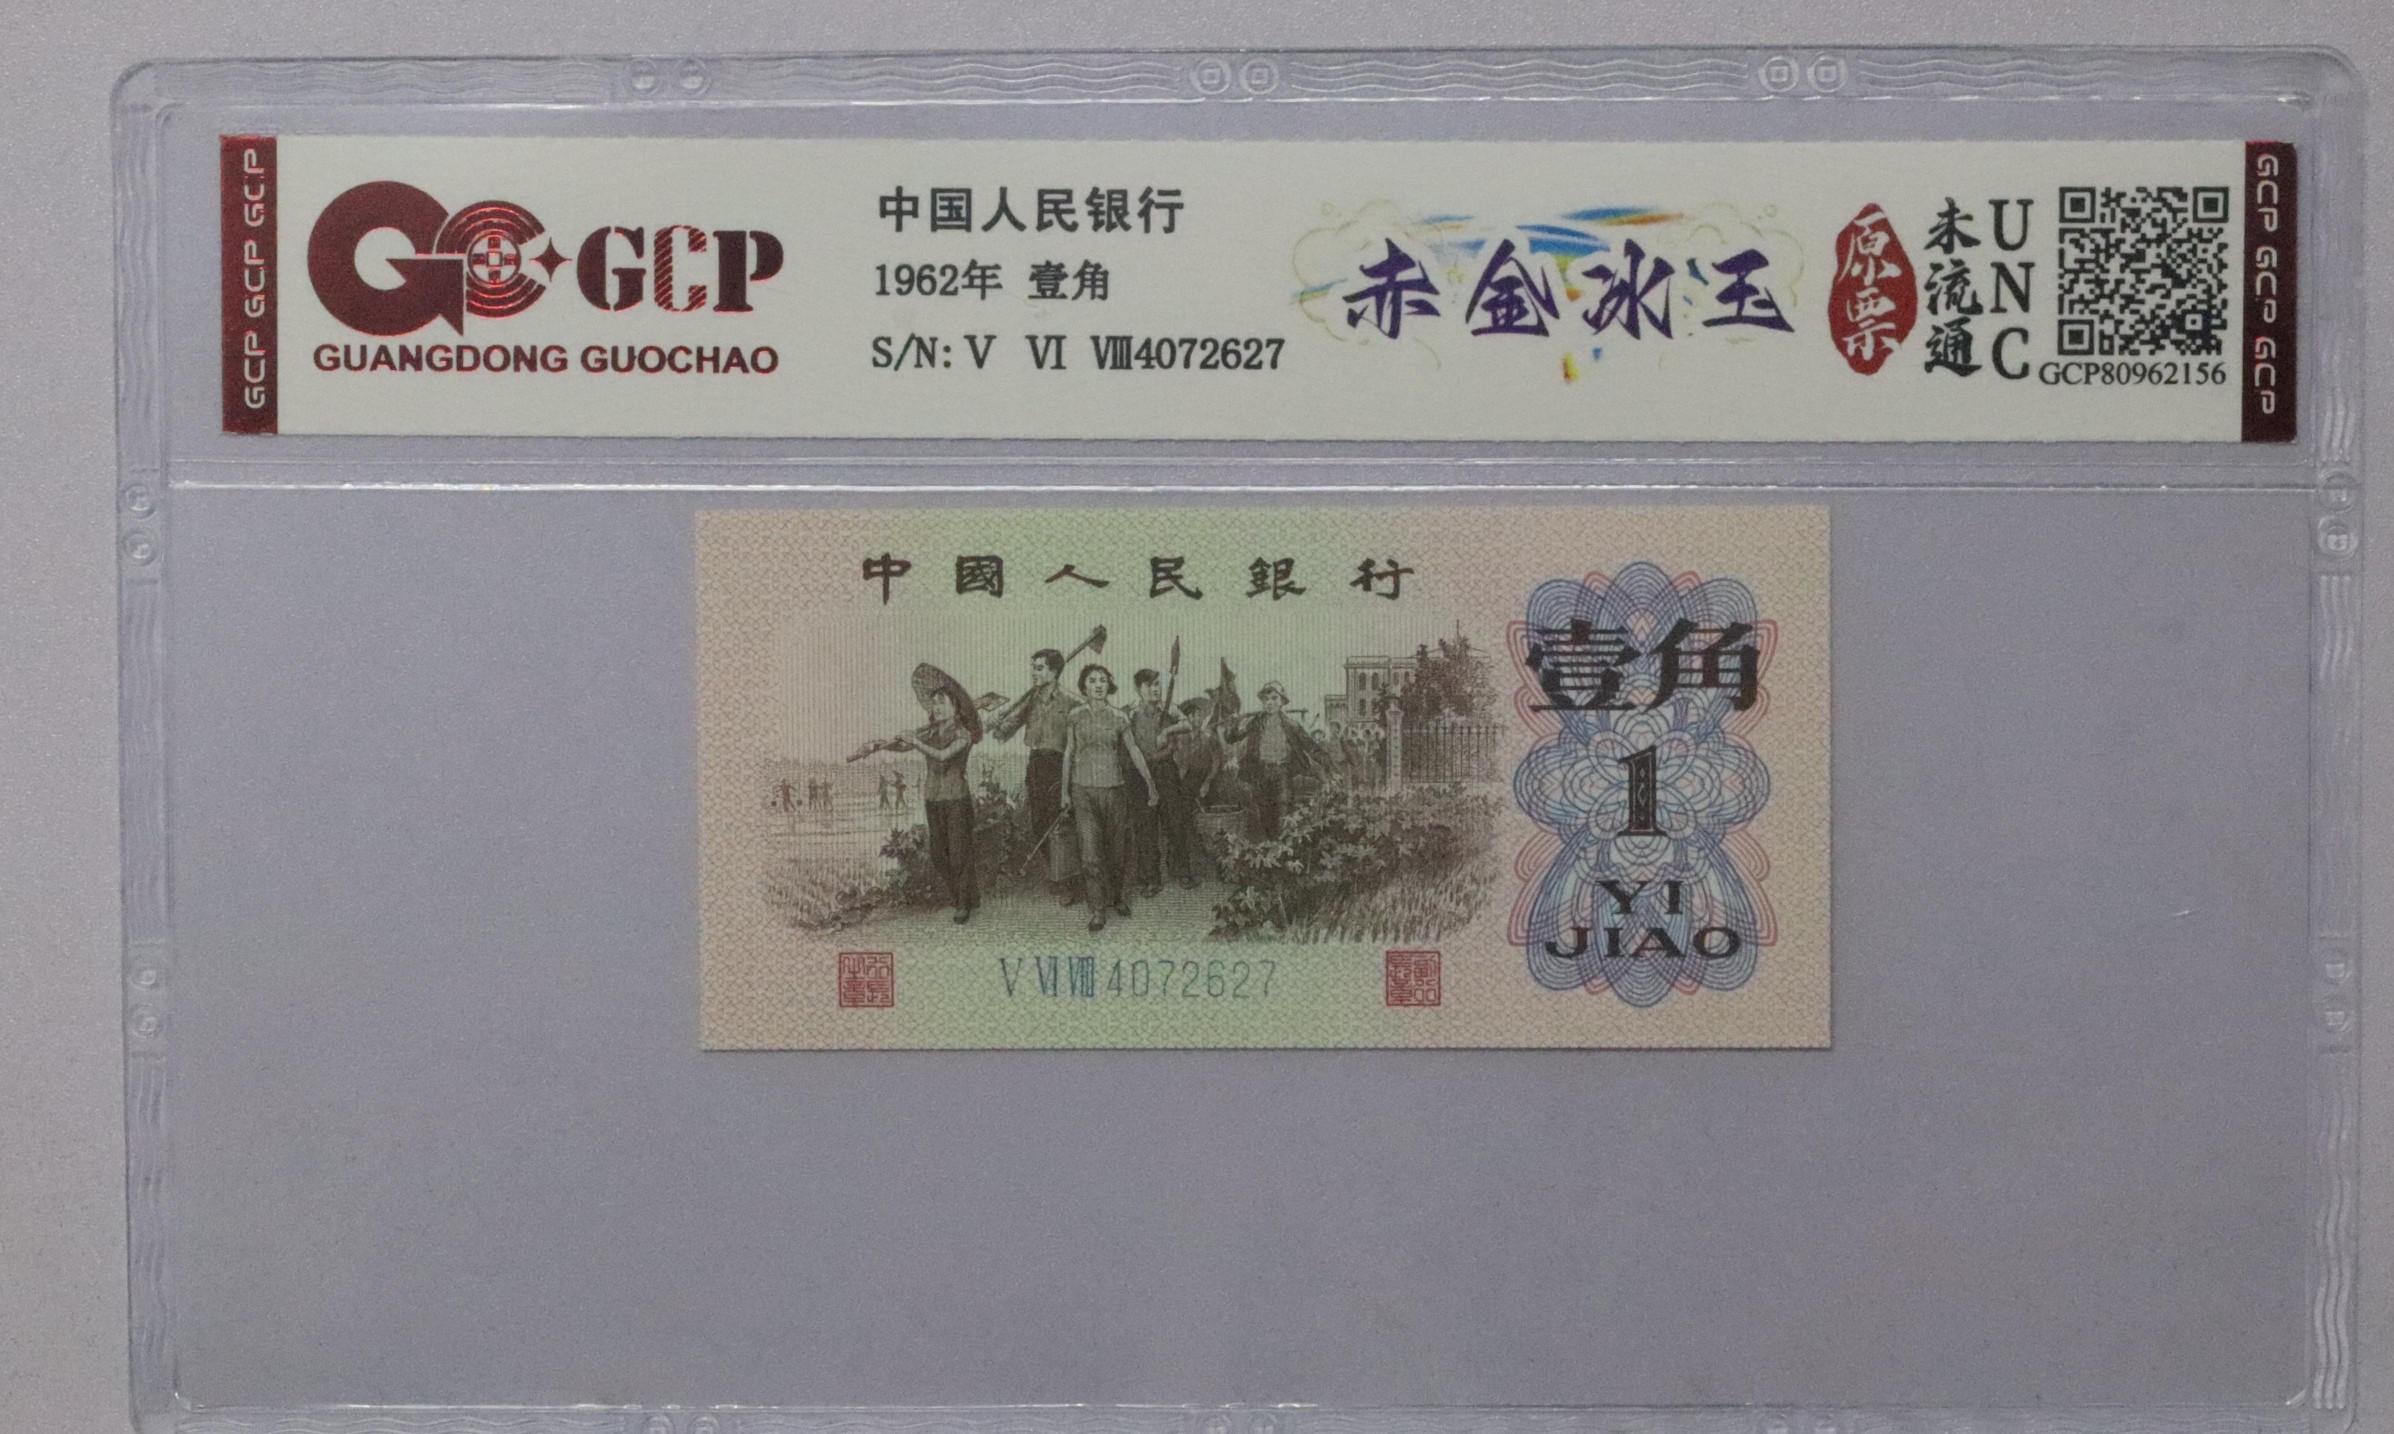 GCP GCP GCP
GCP
GUANGDONG GUOCHAO
中国人民银行
1962年 壹角
S/N: Ⅴ Ⅵ Ⅷ4072627
赤金冰玉
原票
未流通
UNC
GCP80962156
GCP GCP GCP
中國人民銀行
壹角
1
YI
JIAO
Ⅴ Ⅵ Ⅷ 4072627